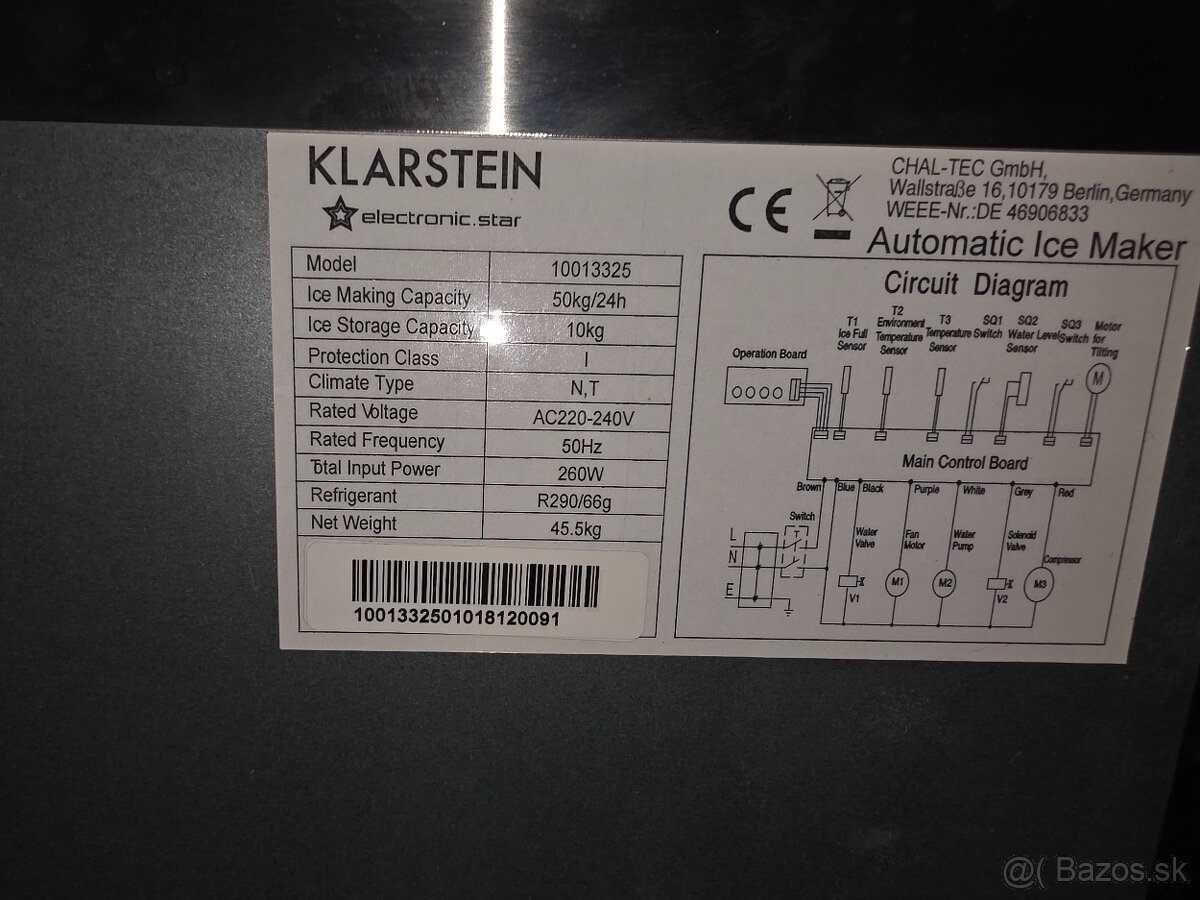 KLARSTEIN
electronic.star
CE
CHAL-TEC GmbH,
Wallstraße 16,10179 Berlin,Germany
WEEE-Nr.:DE 46906833
Automatic Ice Maker
Model 10013325
Ice Making Capacity 50kg/24h
Ice Storage Capacity 10kg
Protection Class I
Climate Type N,T
Rated Voltage AC220-240V
Rated Frequency 50Hz
Total Input Power 260W
Refrigerant R290/66g
Net Weight 45.5kg
1001332501018120091
Circuit Diagram
Operation Board
T1
Ice Full
Sensor
T2
Environment
Temperature
Sensor
T3
Temperature
Sensor
SQ1
Switch
SQ2
Water Level
Sensor
SQ3
Switch
Motor
for
Tilting
M
Main Control Board
Brown Blue Black Purple White Grey Red
Switch
L
N
E
T
Water
Valve
V1
Fan
Motor
M1
Water
Pump
M2
Solenoid
Valve
V2
Compressor
M3
@( Bazos.sk